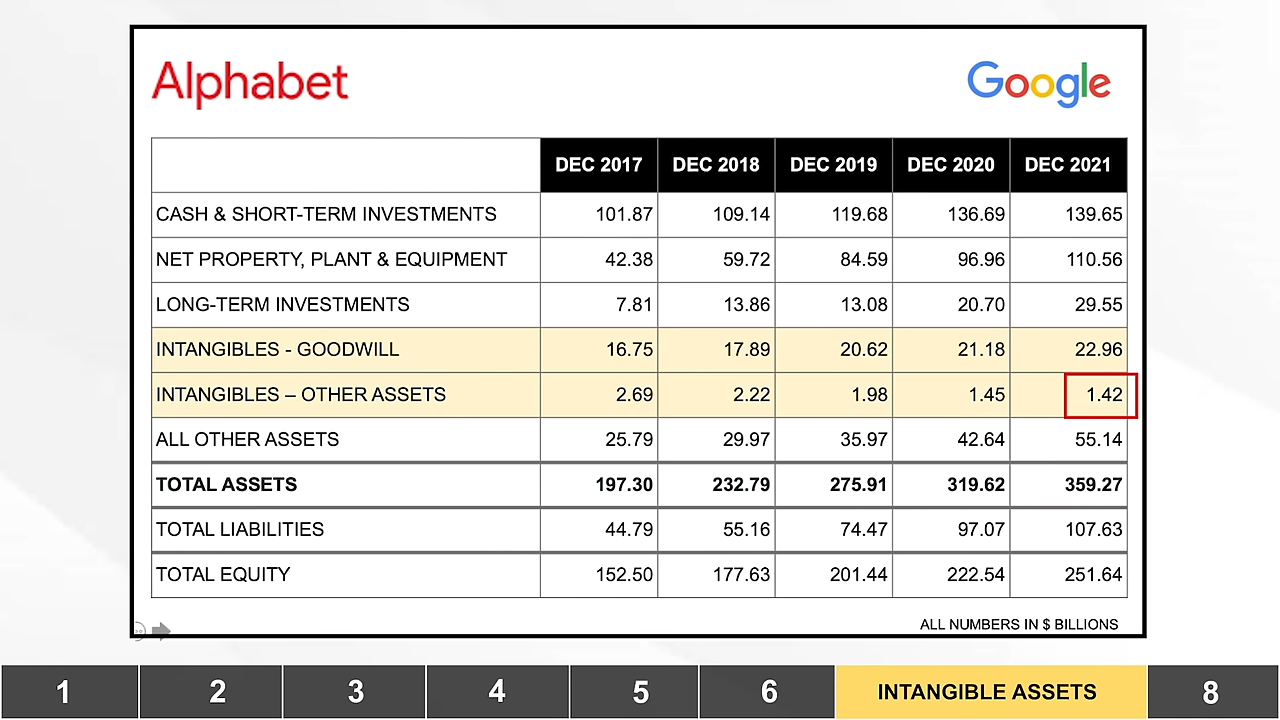 Alphabet Google
DEC 2017 DEC 2018 DEC 2019 DEC 2020 DEC 2021
CASH & SHORT-TERM INVESTMENTS 101.87 109.14 119.68 136.69 139.65
NET PROPERTY, PLANT & EQUIPMENT 42.38 59.72 84.59 96.96 110.56
LONG-TERM INVESTMENTS 7.81 13.86 13.08 20.70 29.55
INTANGIBLES - GOODWILL 16.75 17.89 20.62 21.18 22.96
INTANGIBLES – OTHER ASSETS 2.69 2.22 1.98 1.45 1.42
ALL OTHER ASSETS 25.79 29.97 35.97 42.64 55.14
TOTAL ASSETS 197.30 232.79 275.91 319.62 359.27
TOTAL LIABILITIES 44.79 55.16 74.47 97.07 107.63
TOTAL EQUITY 152.50 177.63 201.44 222.54 251.64
ALL NUMBERS IN $ BILLIONS
1 2 3 4 5 6 INTANGIBLE ASSETS 8